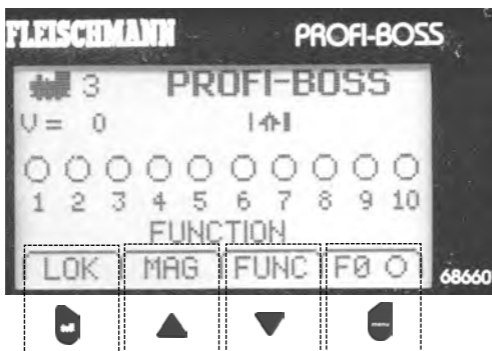 FLEISCHMANN PROFI-BOSS
3 PROFI-BOSS
V = 0
1 2 3 4 5 6 7 8 9 10
FUNCTION
LOK MAG FUNC F0
68660
menu